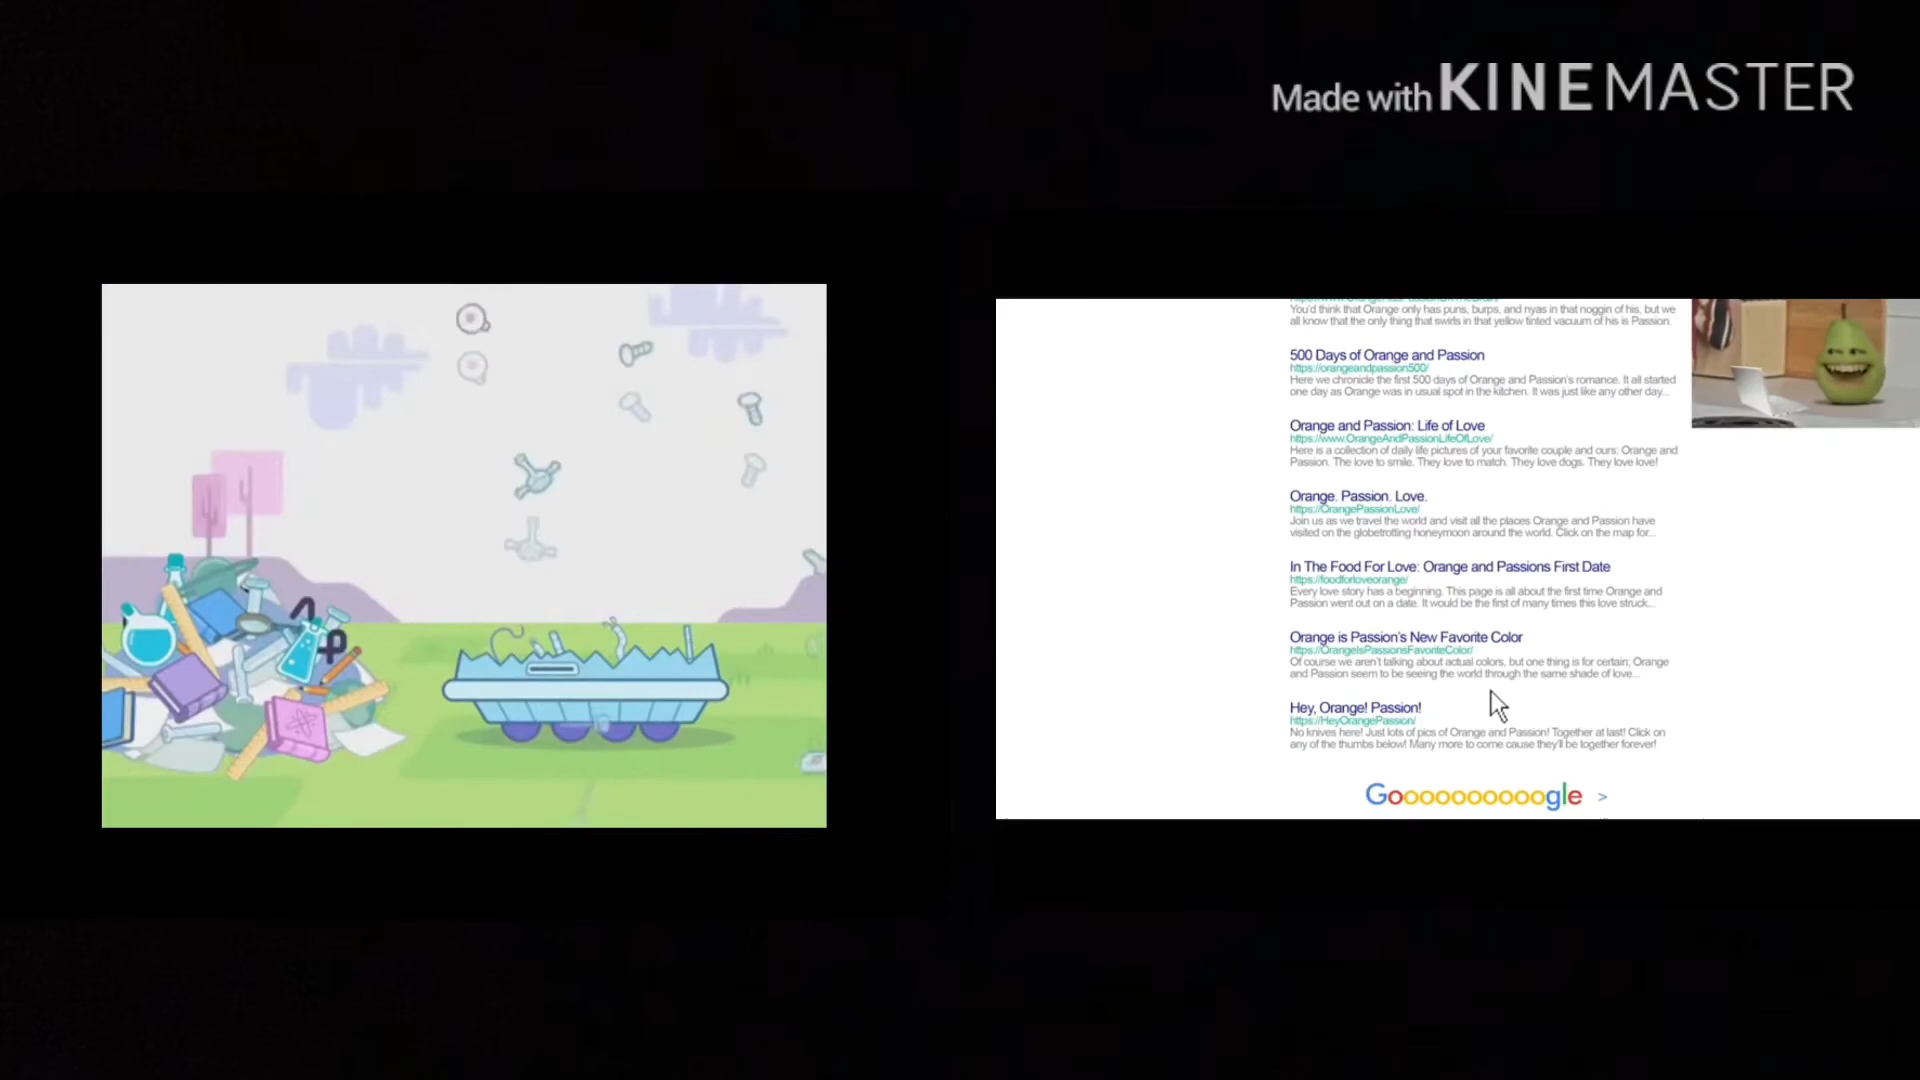 Made with KINEMASTER
You'd think that Orange only has puns, burps, and nyas in that noggin of his, but we
all know that the only thing that swirls in that yellow tinted vacuum of his is Passion.
500 Days of Orange and Passion
https://orangeandpassion500/
Here we chronicle the first 500 days of Orange and Passion's romance. It all started
one day as Orange was in usual spot in the kitchen. It was just like any other day...
Orange and Passion: Life of Love
https://www.OrangeAndPassionLifeOfLove/
Here is a collection of daily life pictures of your favorite couple and ours: Orange and
Passion. The love to smile. They love to match. They love dogs. They love love!
Orange. Passion. Love.
https://OrangePassionLove/
Join us as we travel the world and visit all the places Orange and Passion have
visited on the globetrotting honeymoon around the world. Click on the map for...
In The Food For Love: Orange and Passions First Date
https://foodforloveorange/
Every love story has a beginning. This page is all about the first time Orange and
Passion went out on a date. It would be the first of many times this love struck...
Orange is Passion's New Favorite Color
https://OrangeIsPassionsFavoriteColor/
Of course we aren't talking about actual colors, but one thing is for certain; Orange
and Passion seem to be seeing the world through the same shade of love...
Hey, Orange! Passion!
https://HeyOrangePassion/
No knives here! Just lots of pics of Orange and Passion! Together at last! Click on
any of the thumbs below! Many more to come cause they'll be together forever!
Goooooooooogle >